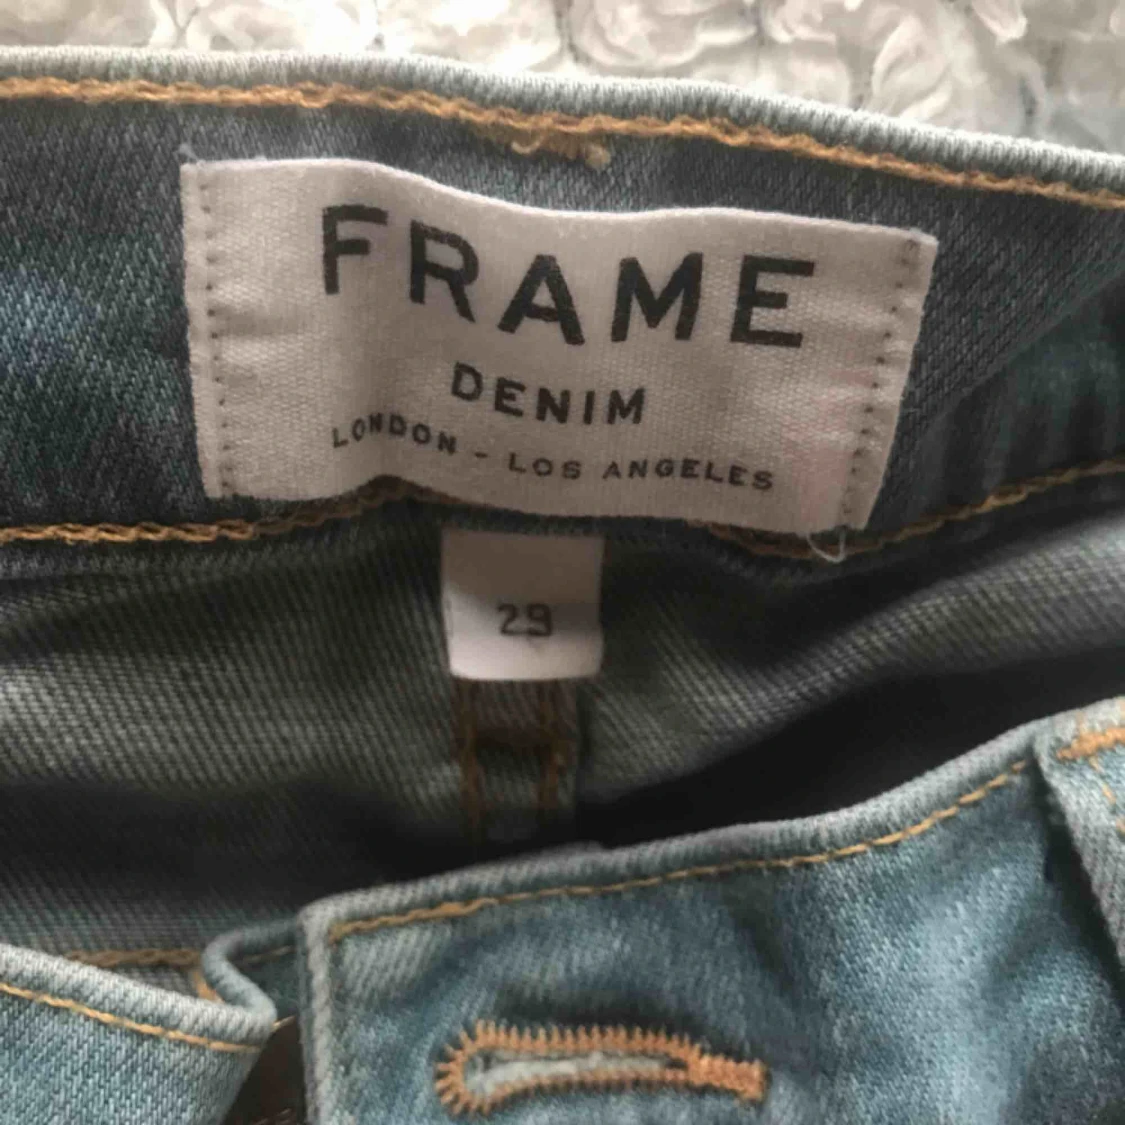 FRAME
DENIM
LONDON - LOS ANGELES
29